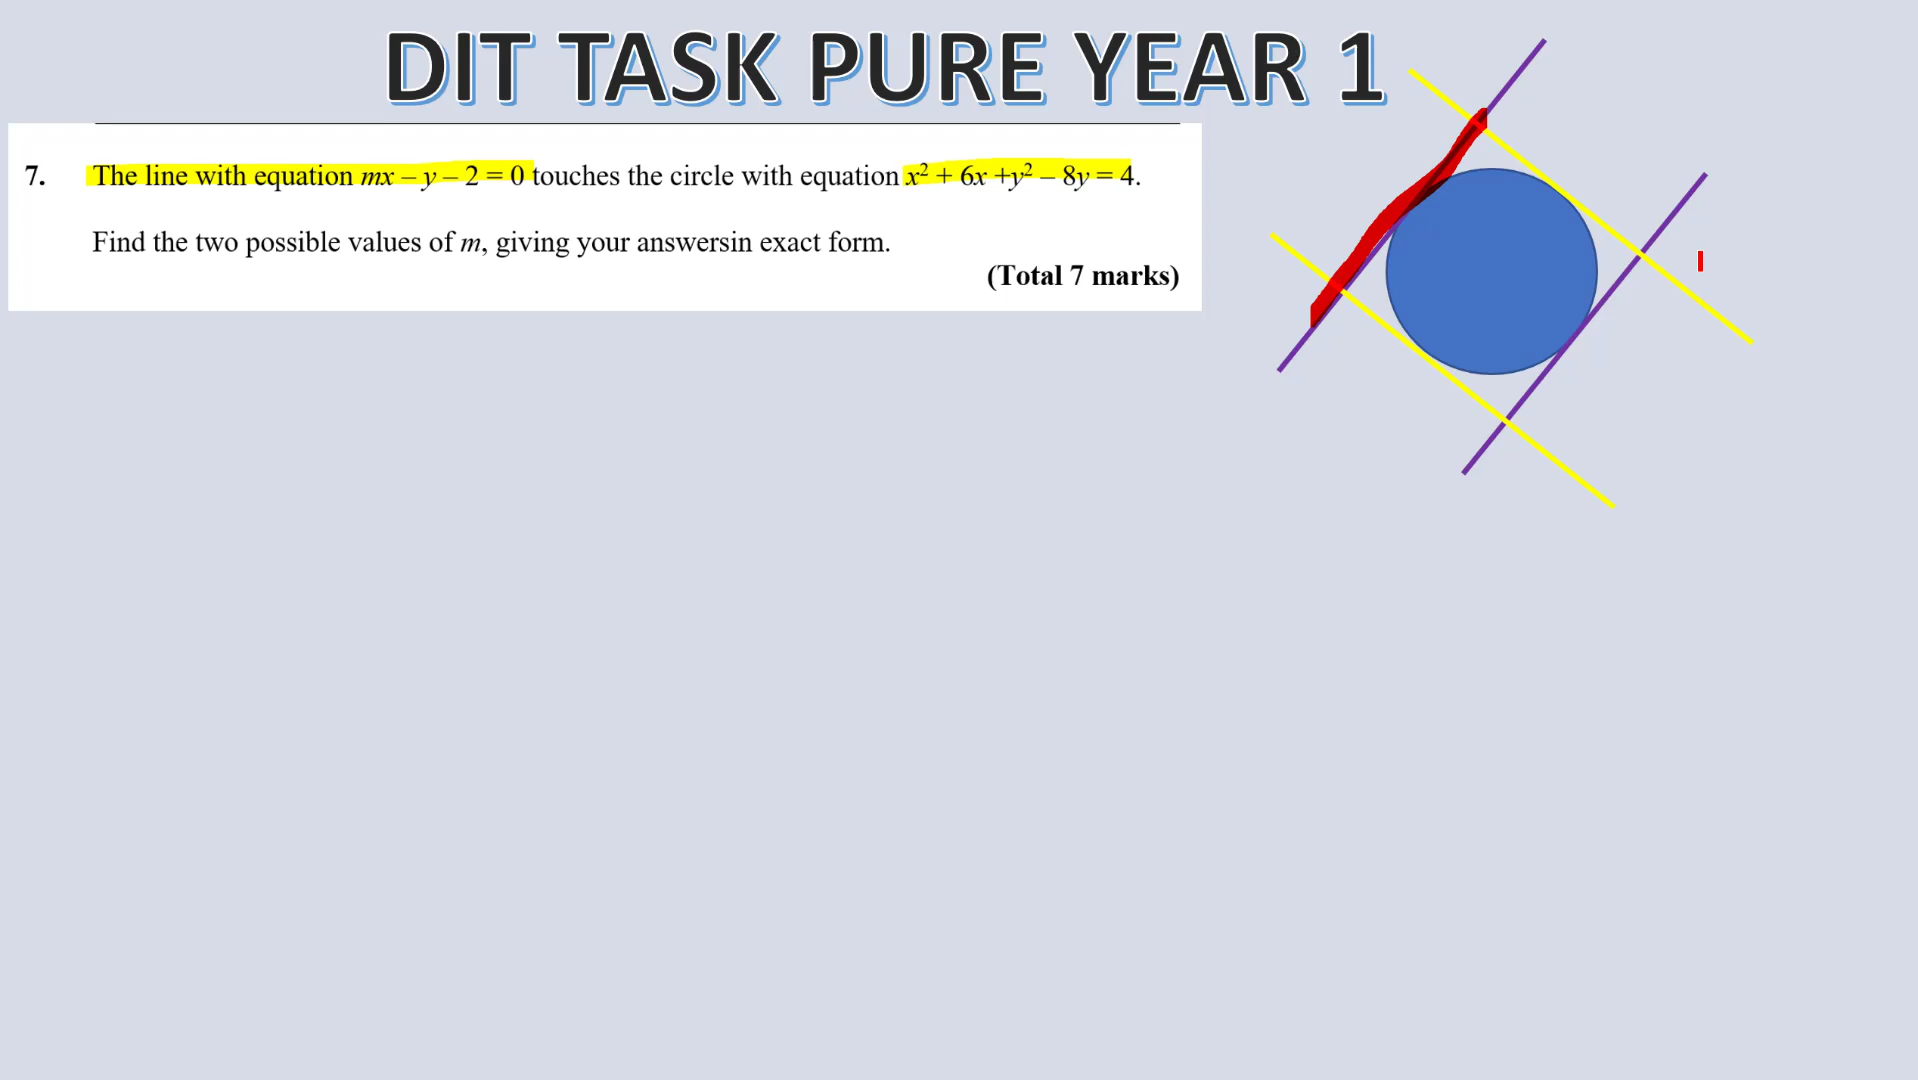 DIT TASK PURE YEAR 1
7. The line with equation mx – y – 2 = 0 touches the circle with equation x² + 6x +y² – 8y = 4.
Find the two possible values of m, giving your answersin exact form.
(Total 7 marks)